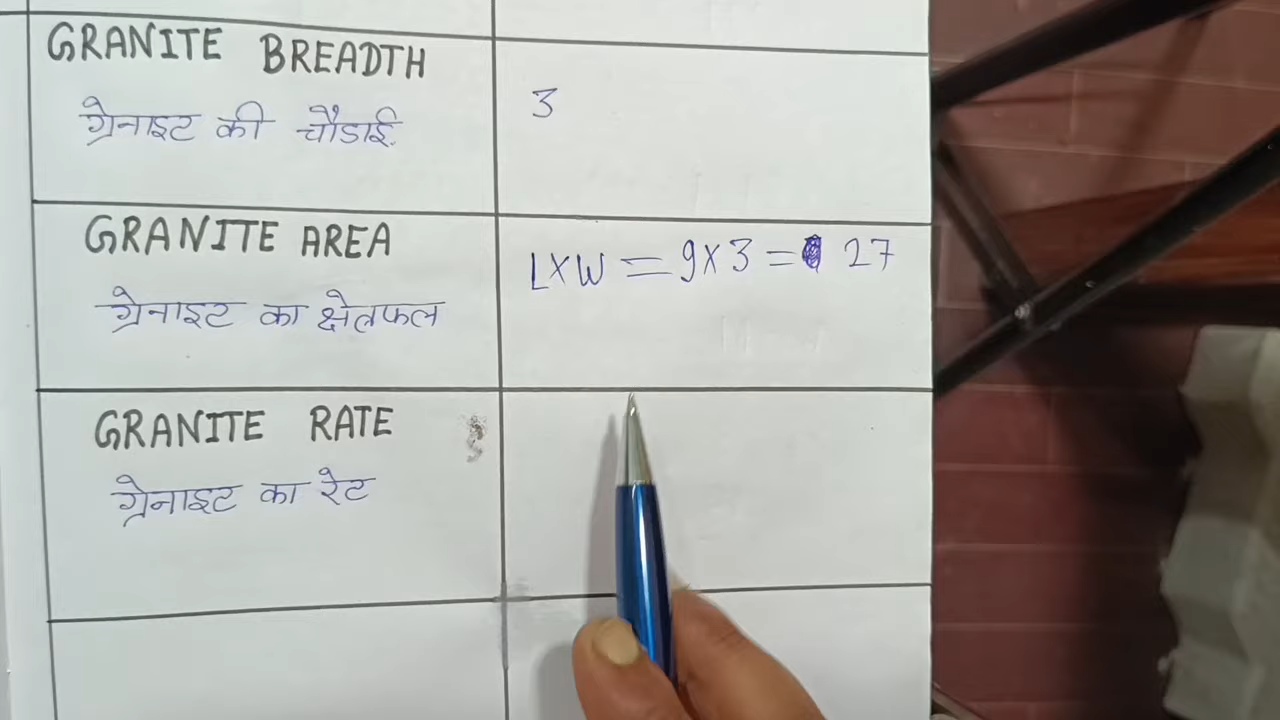 GRANITE BREADTH
ग्रेनाइट की चौडाई.
3
GRANITE AREA
ग्रेनाइट का क्षेत्रफल
L×W = 9×3 = 27
GRANITE RATE
ग्रेनाइट का रेट